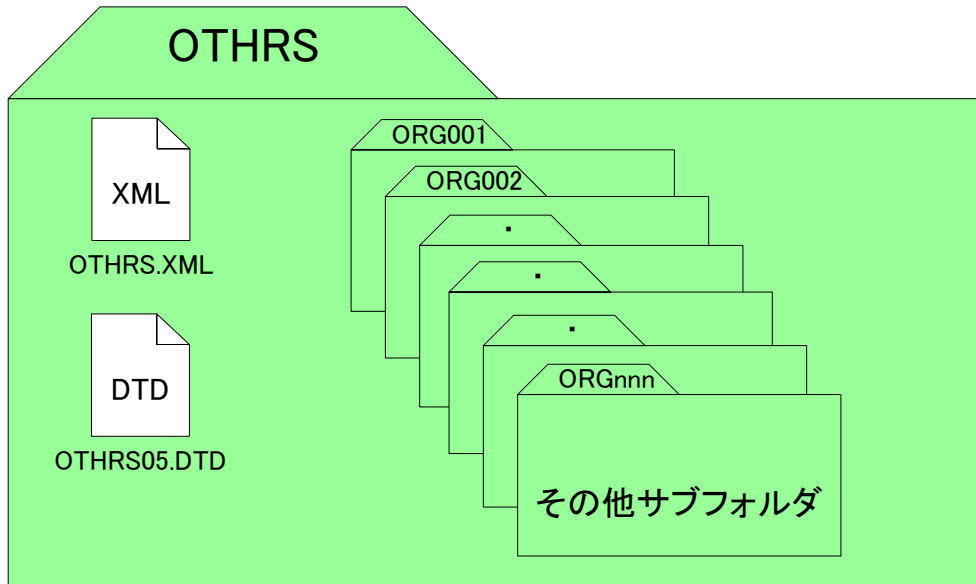 OTHRS
XML
OTHRS.XML
DTD
OTHRS05.DTD
ORG001
ORG002
・
・
・
ORGnnn
その他サブフォルダ